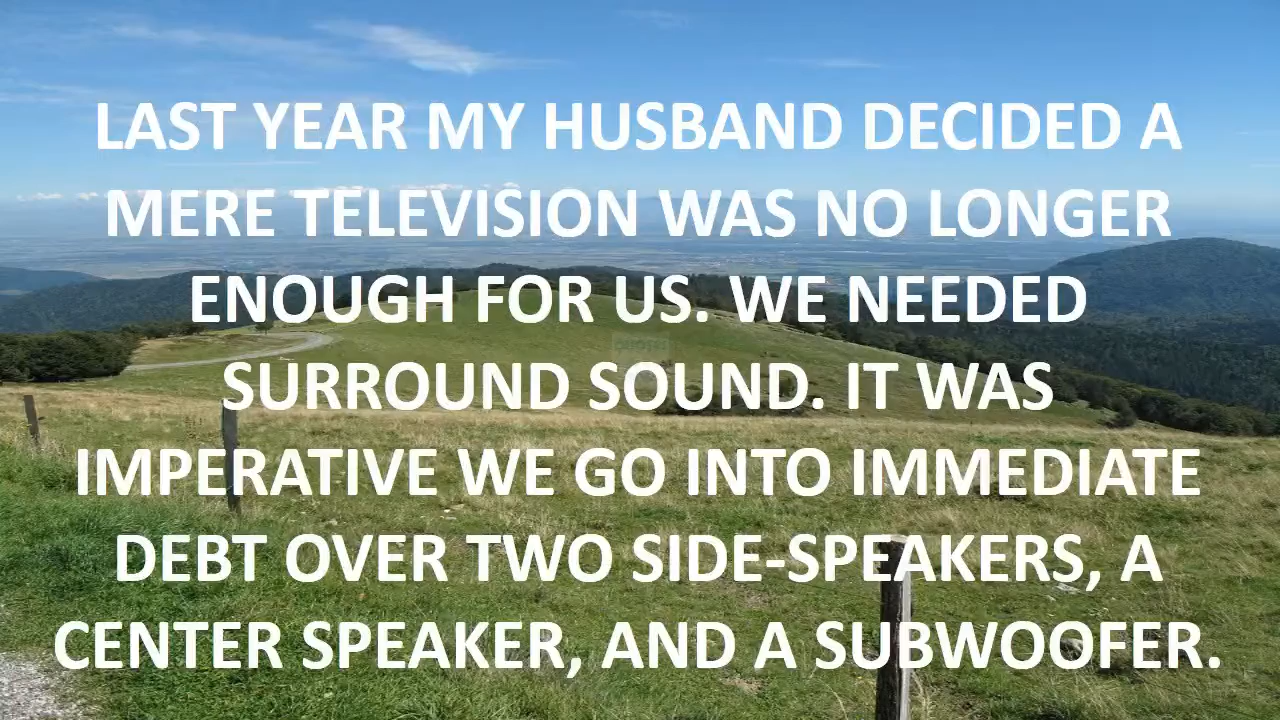 LAST YEAR MY HUSBAND DECIDED A
MERE TELEVISION WAS NO LONGER
ENOUGH FOR US. WE NEEDED
SURROUND SOUND. IT WAS
IMPERATIVE WE GO INTO IMMEDIATE
DEBT OVER TWO SIDE-SPEAKERS, A
CENTER SPEAKER, AND A SUBWOOFER.